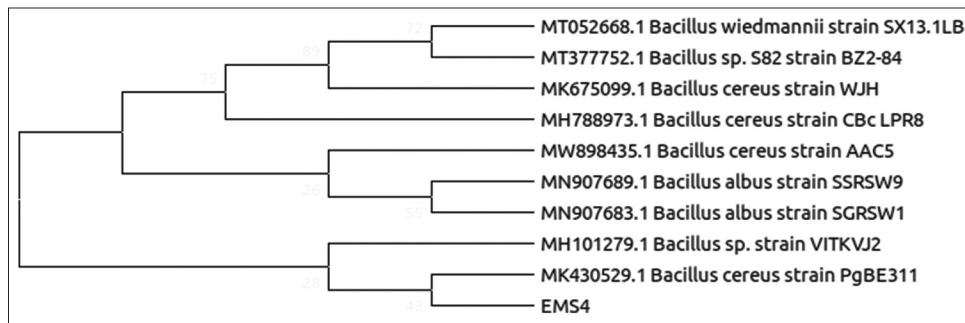 72
MT052668.1 Bacillus wiedmannii strain SX13.1LB
89
MT377752.1 Bacillus sp. S82 strain BZ2-84
75
MK675099.1 Bacillus cereus strain WJH
MH788973.1 Bacillus cereus strain CBc LPR8
MW898435.1 Bacillus cereus strain AAC5
26
MN907689.1 Bacillus albus strain SSRSW9
55
MN907683.1 Bacillus albus strain SGRSW1
MH101279.1 Bacillus sp. strain VITKVJ2
28
MK430529.1 Bacillus cereus strain PgBE311
43
EMS4